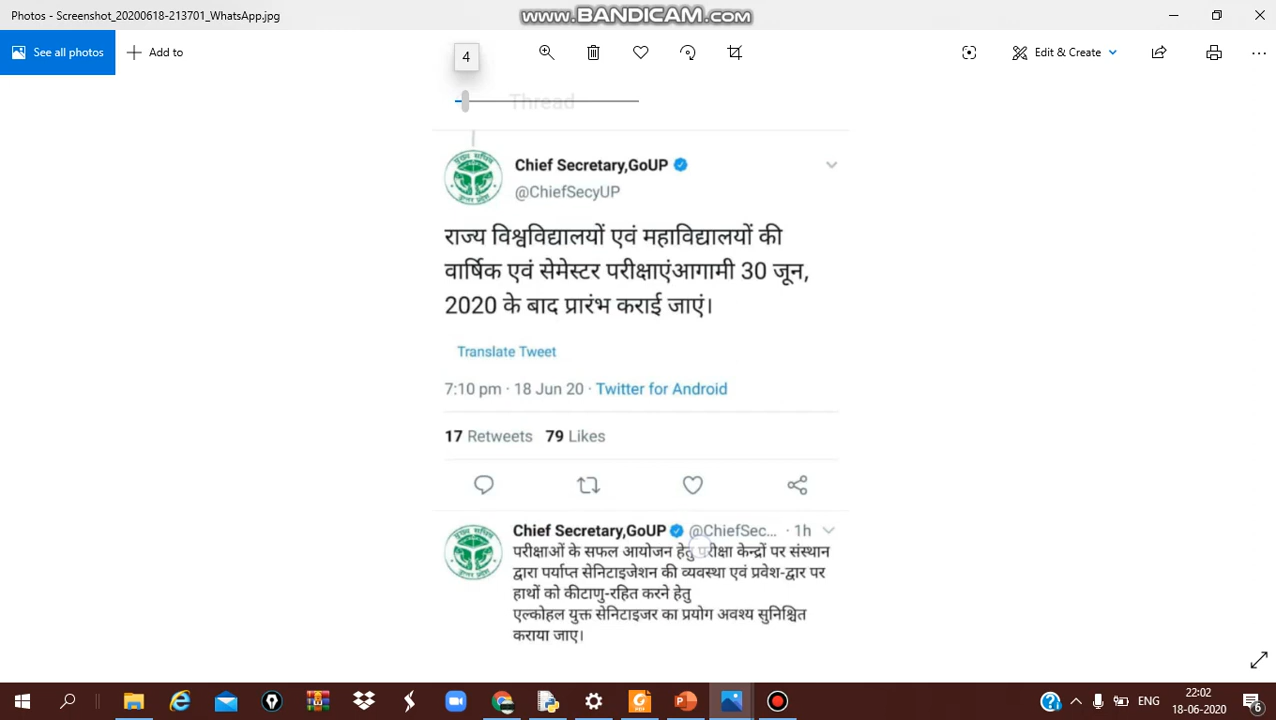 Photos - Screenshot_20200618-213701_WhatsApp.jpg
www.BANDICAM.com
See all photos
Add to
4
Edit & Create
Thread
Chief Secretary,GoUP
@ChiefSecyUP
राज्य विश्वविद्यालयों एवं महाविद्यालयों की
वार्षिक एवं सेमेस्टर परीक्षाएंआगामी 30 जून,
2020 के बाद प्रारंभ कराई जाएं।
Translate Tweet
7:10 pm · 18 Jun 20 · Twitter for Android
17 Retweets 79 Likes
Chief Secretary,GoUP @ChiefSec... · 1h
परीक्षाओं के सफल आयोजन हेतु परीक्षा केन्द्रों पर संस्थान
द्वारा पर्याप्त सेनिटाइजेशन की व्यवस्था एवं प्रवेश-द्वार पर
हाथों को कीटाणु-रहित करने हेतु
एल्कोहल युक्त सेनिटाइजर का प्रयोग अवश्य सुनिश्चित
कराया जाए।
ENG
22:02
18-06-2020
6